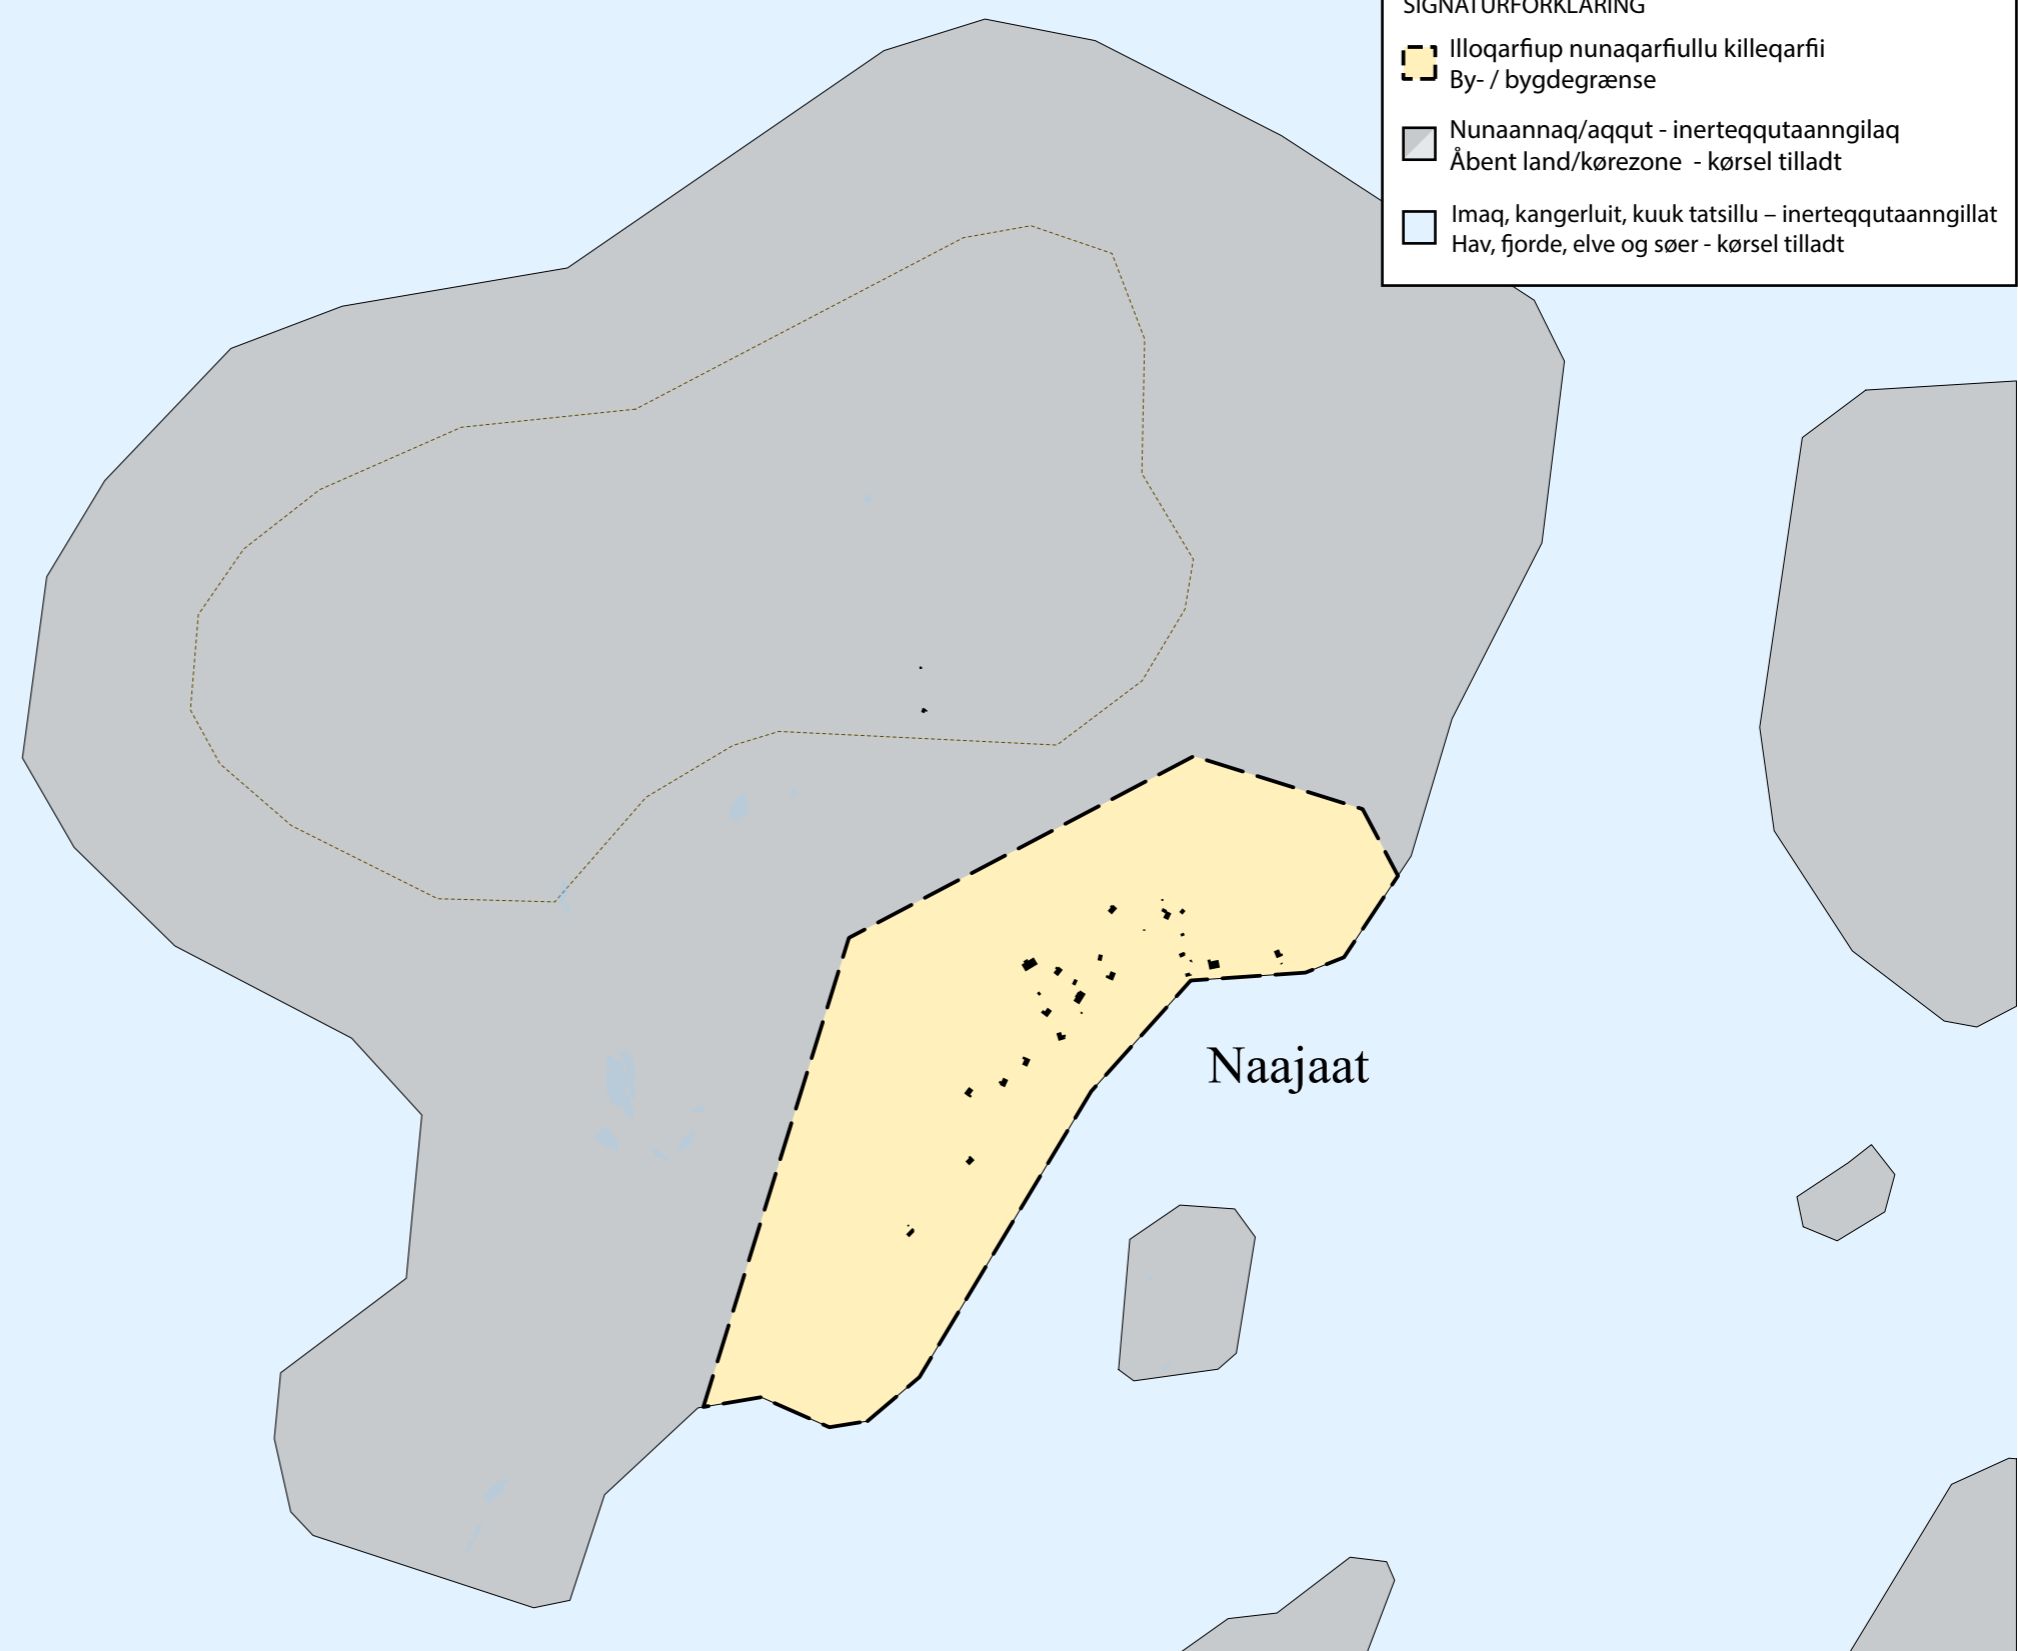 SIGNATURFORKLARING
Illoqarfiup nunaqarfiullu killeqarfii
By- / bygdegrænse
Nunaannaq/aqqut - inerteqqutaanngilaq
Åbent land/kørezone - kørsel tilladt
Imaq, kangerluit, kuuk tatsillu – inerteqqutaanngillat
Hav, fjorde, elve og søer - kørsel tilladt
Naajaat